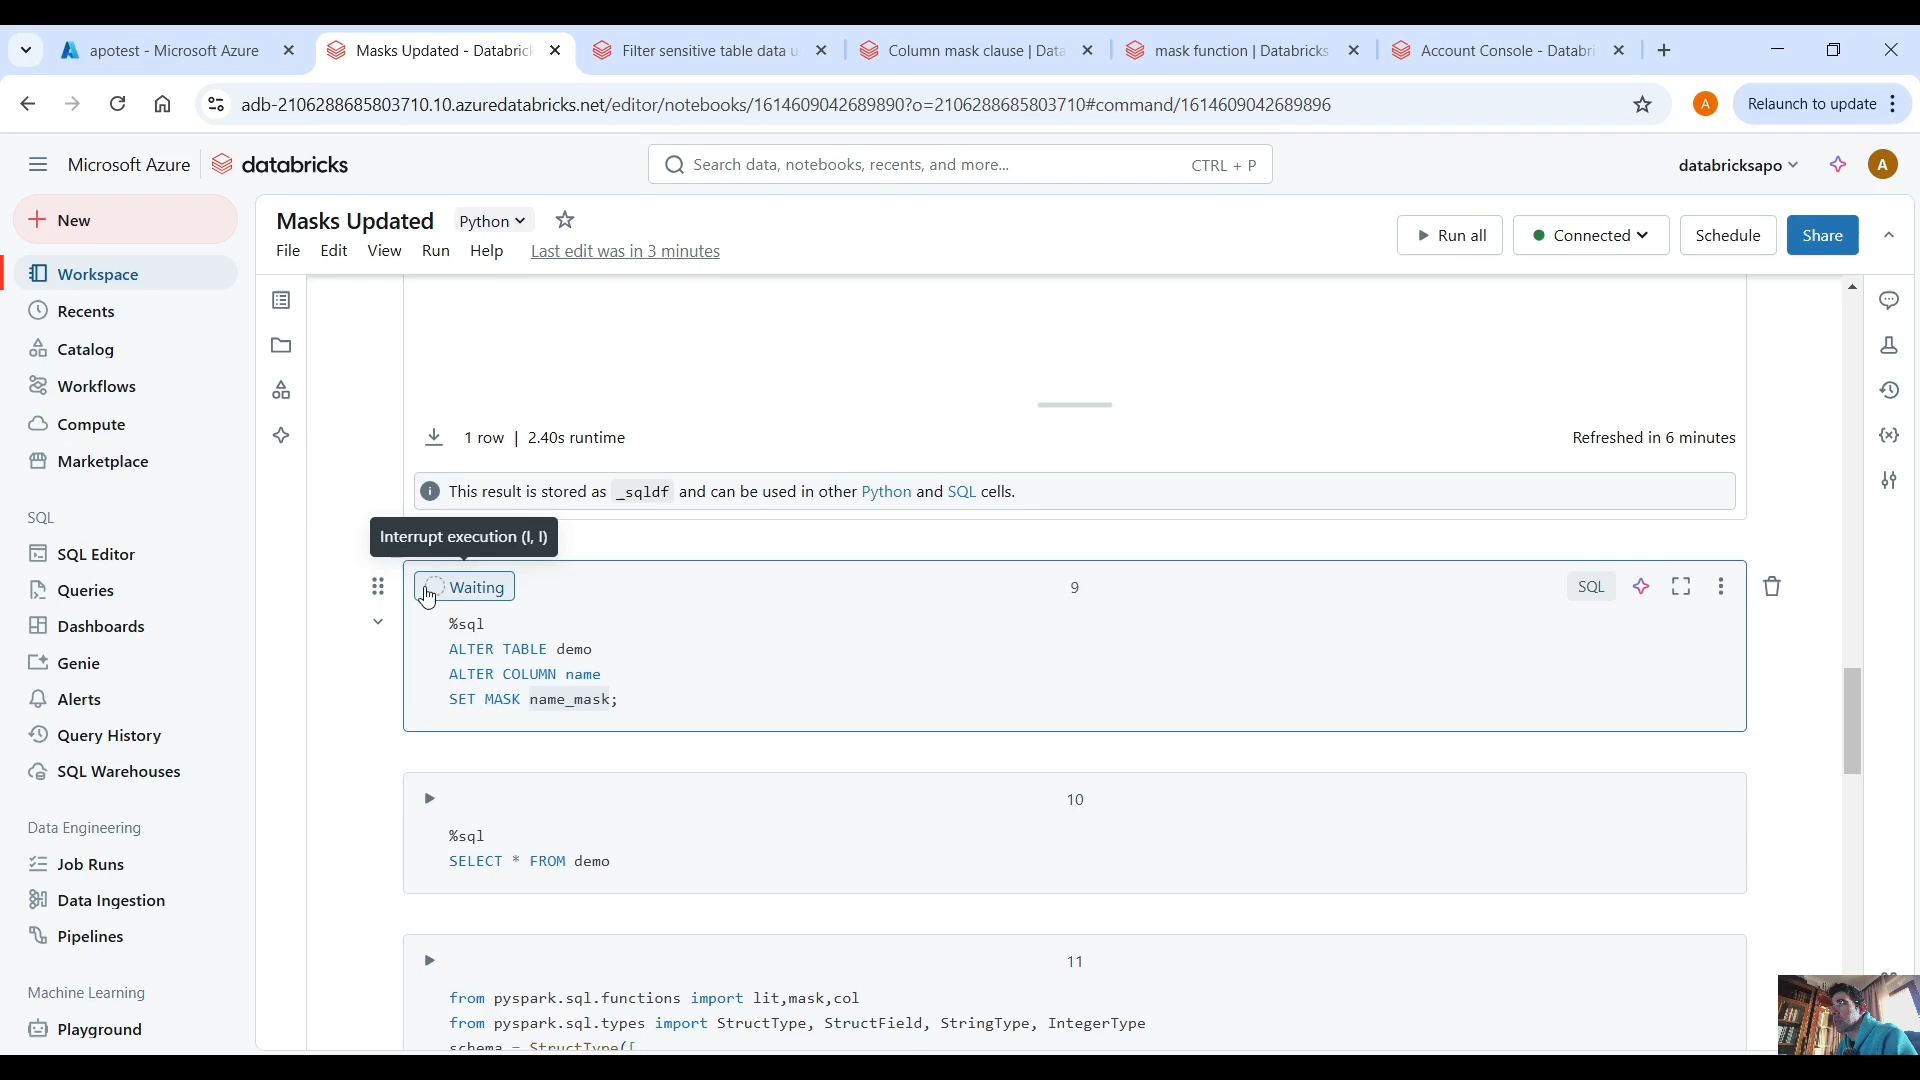 apotest - Microsoft Azure
Masks Updated - Databric
Filter sensitive table data u
Column mask clause | Data
mask function | Databricks
Account Console - Databri
adb-2106288685803710.10.azuredatabricks.net/editor/notebooks/1614609042689890?o=2106288685803710#command/1614609042689896
A
Relaunch to update
Microsoft Azure
databricks
Search data, notebooks, recents, and more...
CTRL + P
databricksapo
A
New
Workspace
Recents
Catalog
Workflows
Compute
Marketplace
SQL
SQL Editor
Queries
Dashboards
Genie
Alerts
Query History
SQL Warehouses
Data Engineering
Job Runs
Data Ingestion
Pipelines
Machine Learning
Playground
Masks Updated
Python
File
Edit
View
Run
Help
Last edit was in 3 minutes
Run all
Connected
Schedule
Share
1 row | 2.40s runtime
Refreshed in 6 minutes
This result is stored as _sqldf and can be used in other Python and SQL cells.
Interrupt execution (I, I)
Waiting
9
SQL
%sql
ALTER TABLE demo
ALTER COLUMN name
SET MASK name_mask;
10
%sql
SELECT * FROM demo
11
from pyspark.sql.functions import lit,mask,col
from pyspark.sql.types import StructType, StructField, StringType, IntegerType
schema = StructType([